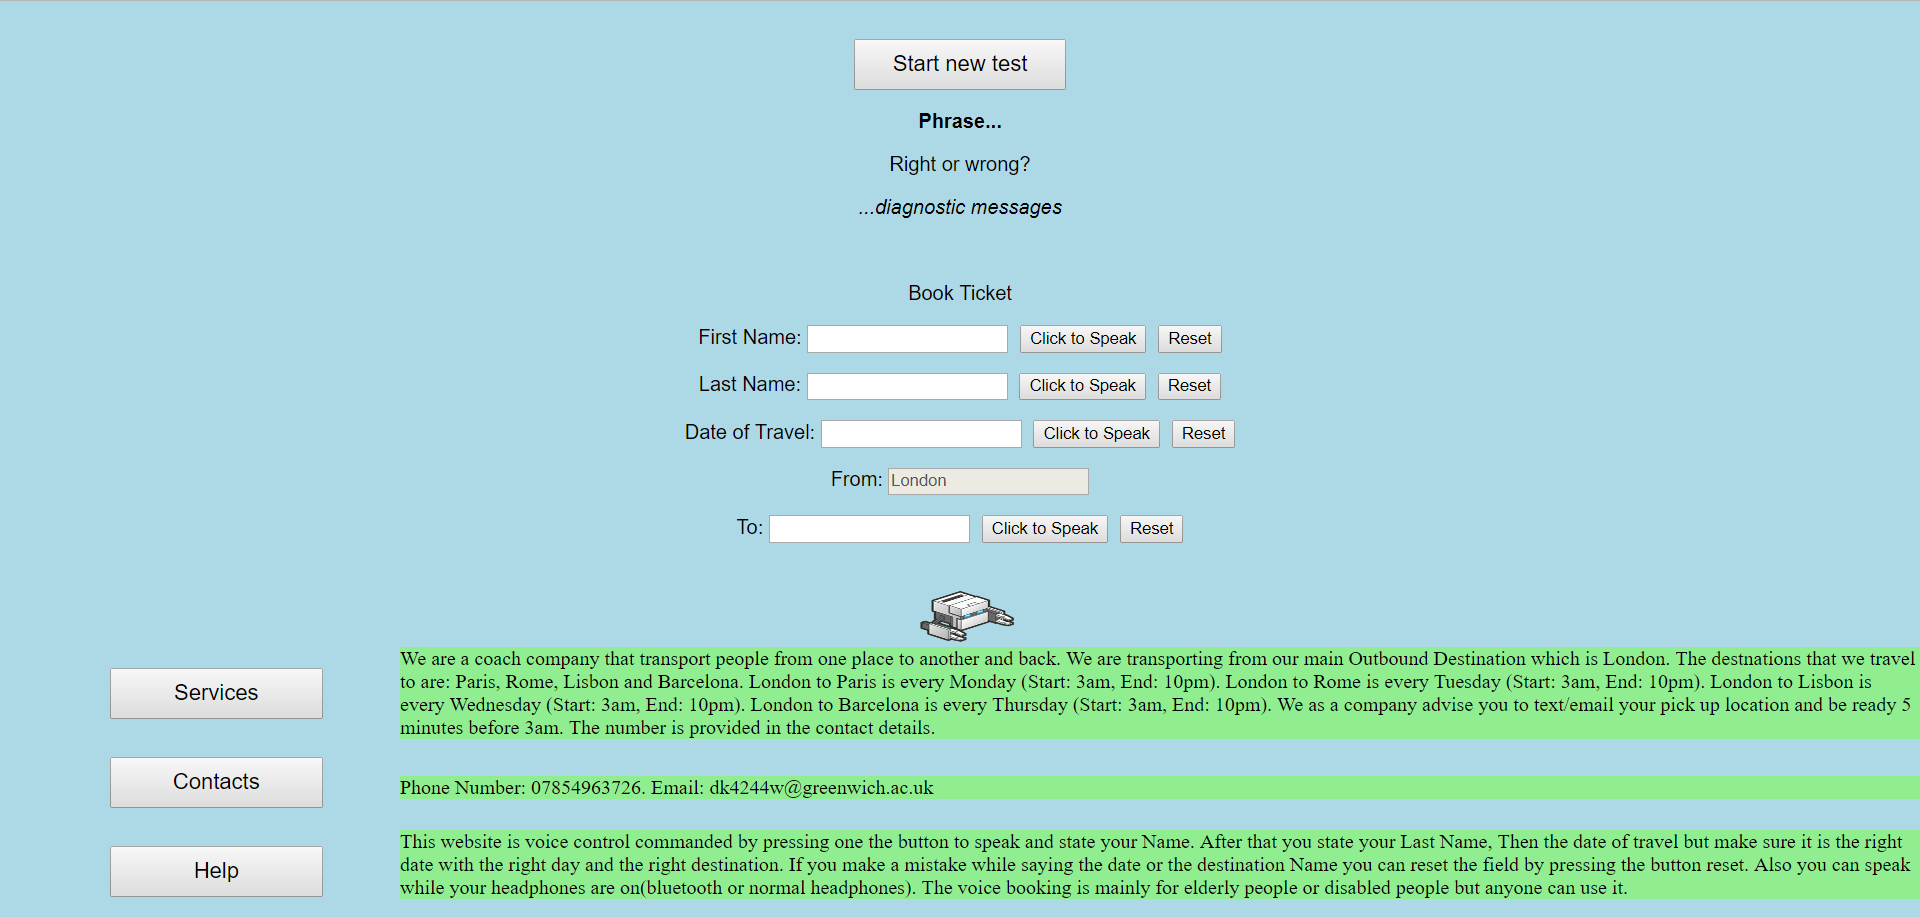 Start new test
Phrase...
Right or wrong?
...diagnostic messages
Book Ticket
First Name: Click to Speak Reset
Last Name: Click to Speak Reset
Date of Travel: Click to Speak Reset
From: London
To: Click to Speak Reset
Services
We are a coach company that transport people from one place to another and back. We are transporting from our main Outbound Destination which is London. The destnations that we travel
to are: Paris, Rome, Lisbon and Barcelona. London to Paris is every Monday (Start: 3am, End: 10pm). London to Rome is every Tuesday (Start: 3am, End: 10pm). London to Lisbon is
every Wednesday (Start: 3am, End: 10pm). London to Barcelona is every Thursday (Start: 3am, End: 10pm). We as a company advise you to text/email your pick up location and be ready 5
minutes before 3am. The number is provided in the contact details.
Contacts
Phone Number: 07854963726. Email: dk4244w@greenwich.ac.uk
Help
This website is voice control commanded by pressing one the button to speak and state your Name. After that you state your Last Name, Then the date of travel but make sure it is the right
date with the right day and the right destination. If you make a mistake while saying the date or the destination Name you can reset the field by pressing the button reset. Also you can speak
while your headphones are on(bluetooth or normal headphones). The voice booking is mainly for elderly people or disabled people but anyone can use it.